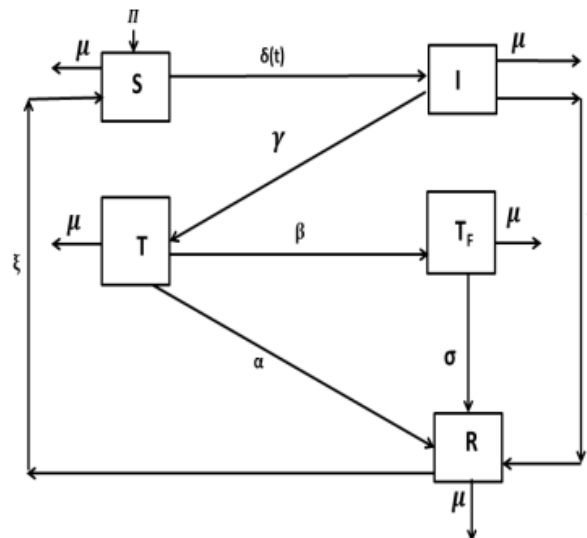 Π
μ
δ(t)
μ
S
I
γ
μ
T
β
T_F
μ
ξ
α
σ
R
μ